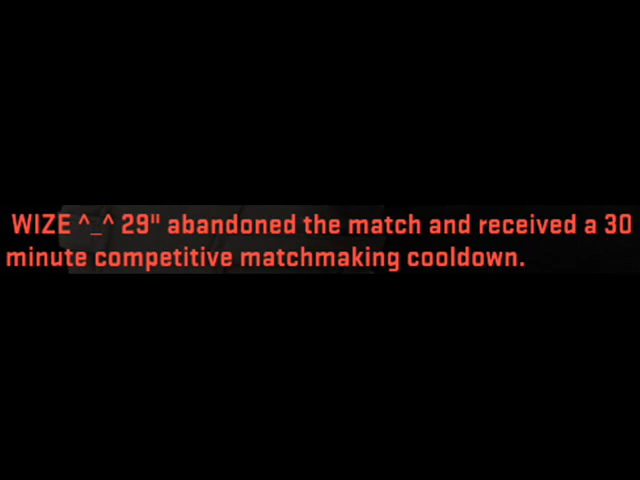 WIZE ^_^ 29" abandoned the match and received a 30
minute competitive matchmaking cooldown.